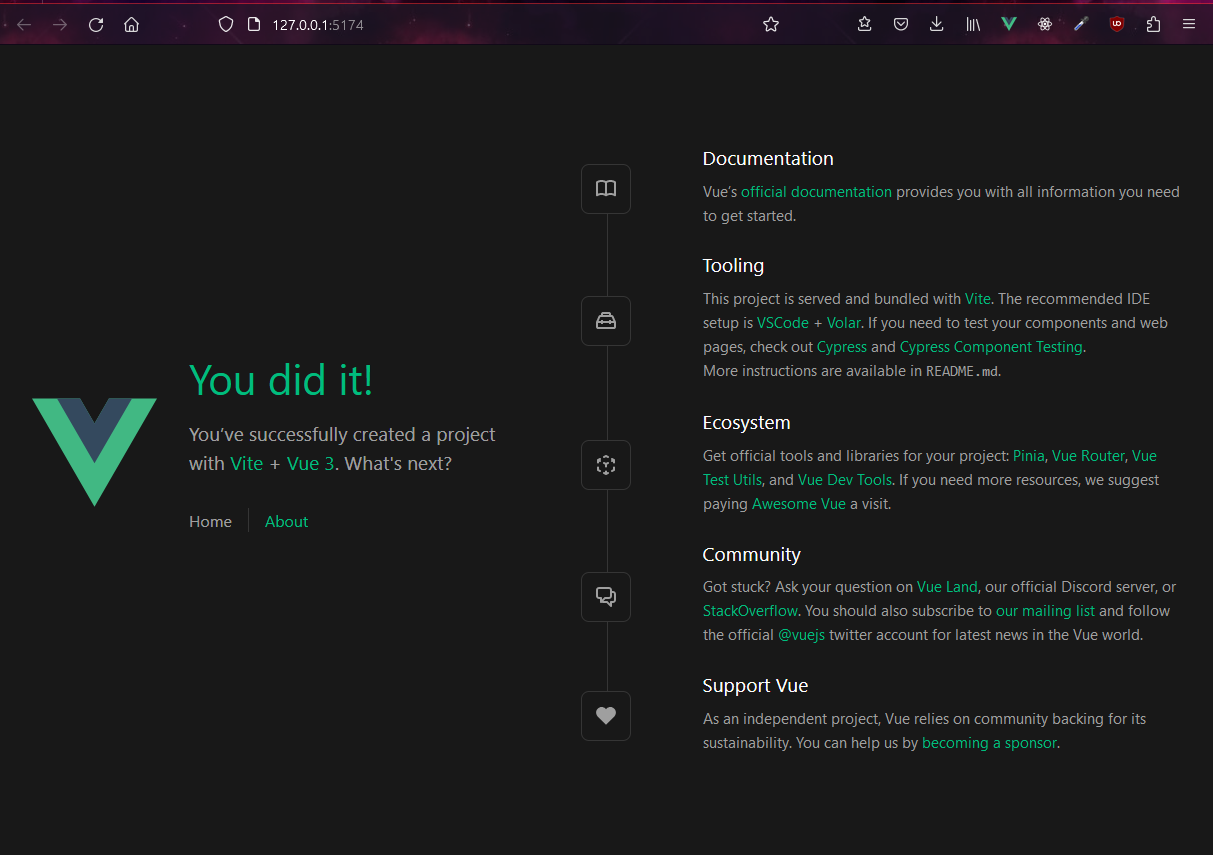 127.0.0.1:5174
You did it!
You’ve successfully created a project
with Vite + Vue 3. What's next?
Home
About
Documentation
Vue’s official documentation provides you with all information you need
to get started.
Tooling
This project is served and bundled with Vite. The recommended IDE
setup is VSCode + Volar. If you need to test your components and web
pages, check out Cypress and Cypress Component Testing.
More instructions are available in README.md.
Ecosystem
Get official tools and libraries for your project: Pinia, Vue Router, Vue
Test Utils, and Vue Dev Tools. If you need more resources, we suggest
paying Awesome Vue a visit.
Community
Got stuck? Ask your question on Vue Land, our official Discord server, or
StackOverflow. You should also subscribe to our mailing list and follow
the official @vuejs twitter account for latest news in the Vue world.
Support Vue
As an independent project, Vue relies on community backing for its
sustainability. You can help us by becoming a sponsor.